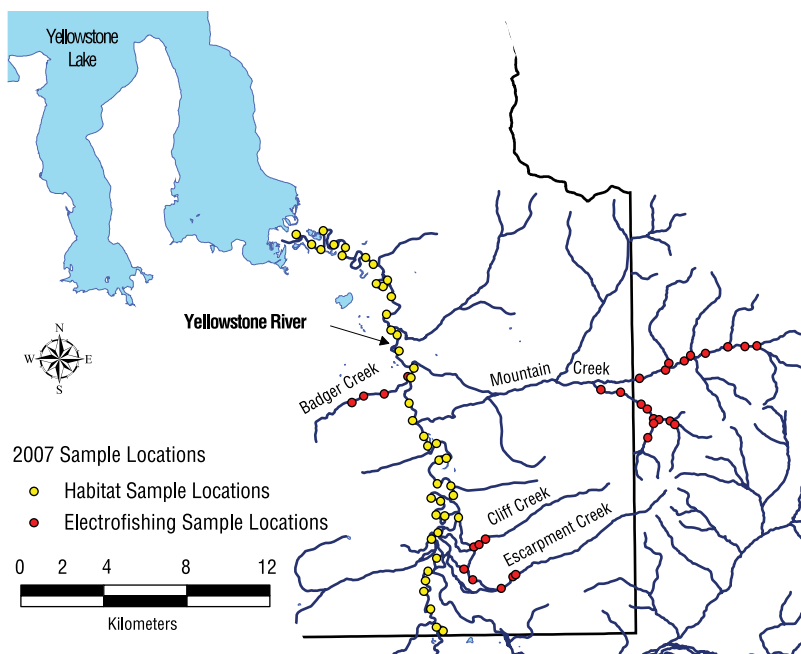 Yellowstone
Lake
Yellowstone River
N
W E
S
Badger Creek
Mountain Creek
2007 Sample Locations
Habitat Sample Locations
Electrofishing Sample Locations
Cliff Creek
Escarpment Creek
0 2 4 8 12
Kilometers